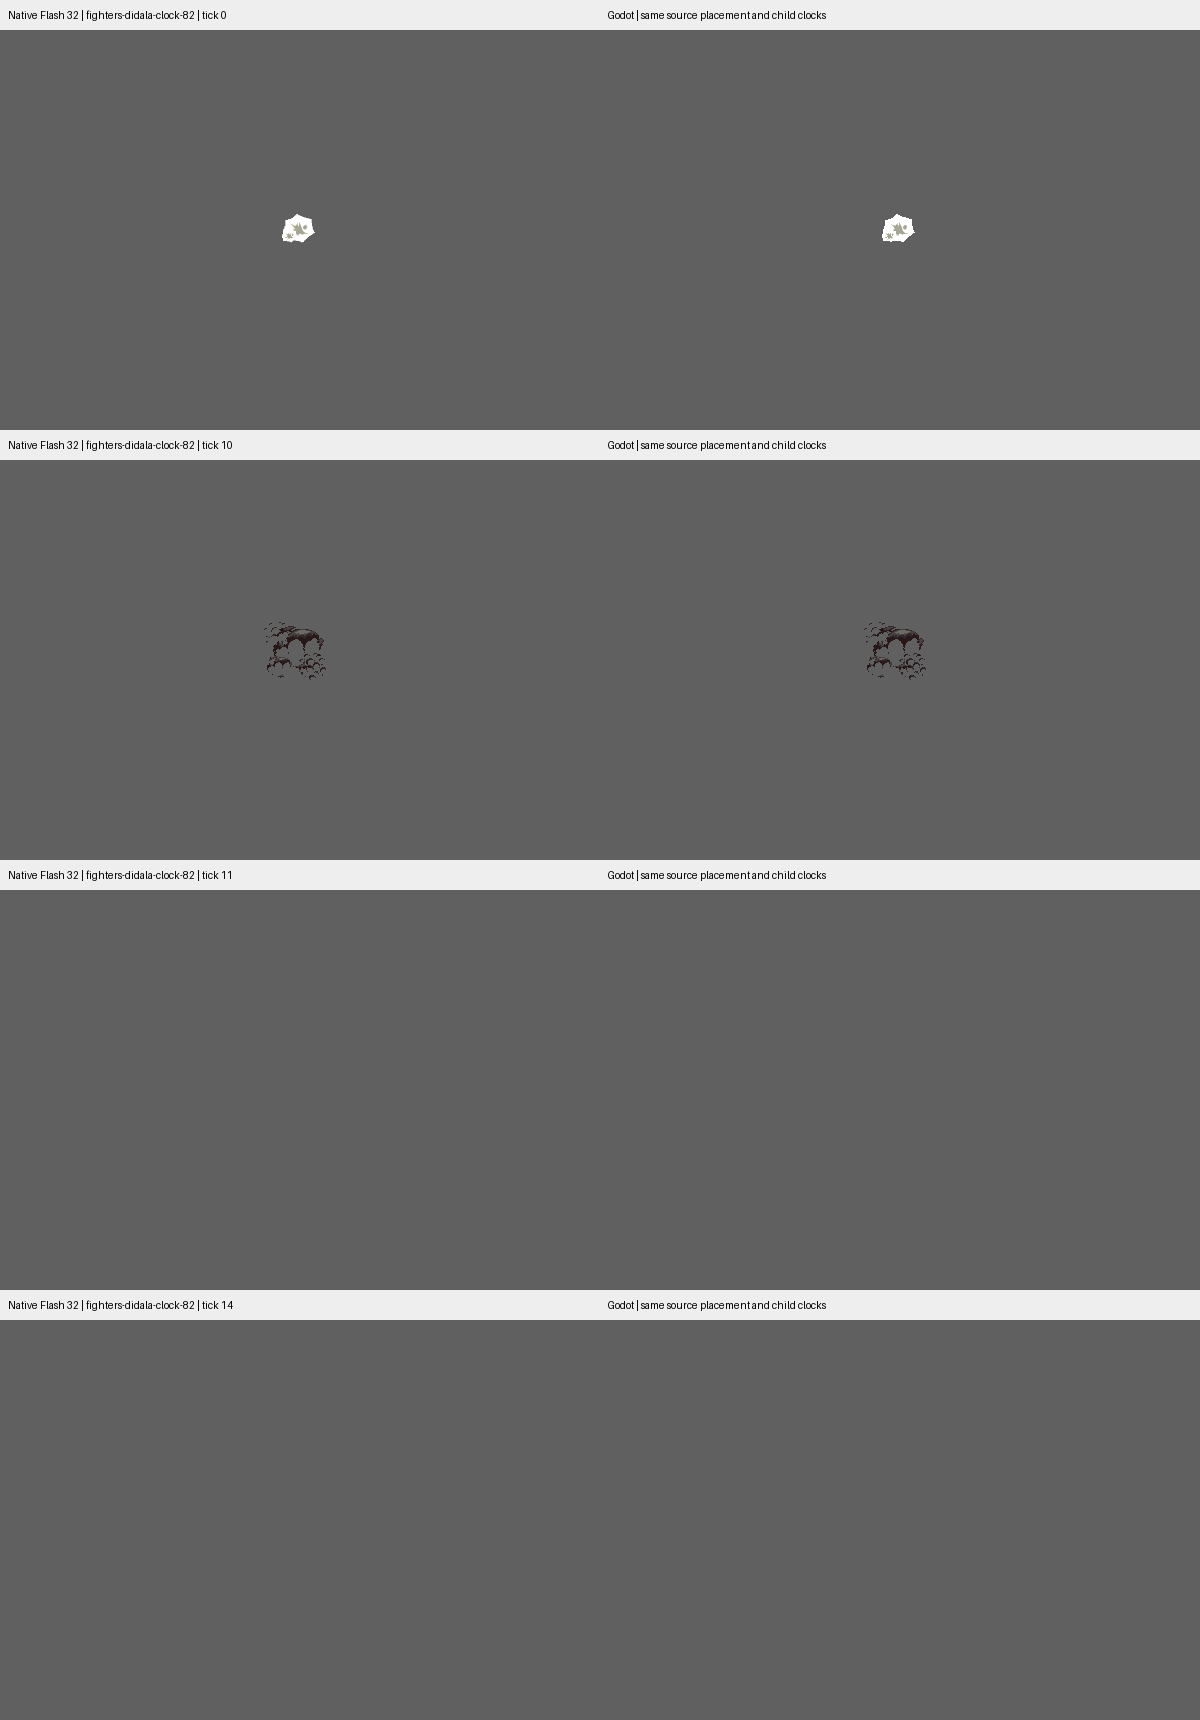 Native Flash 32 | fighters-didala-clock-82 | tick 0
Godot | same source placement and child clocks
Native Flash 32 | fighters-didala-clock-82 | tick 10
Godot | same source placement and child clocks
Native Flash 32 | fighters-didala-clock-82 | tick 11
Godot | same source placement and child clocks
Native Flash 32 | fighters-didala-clock-82 | tick 14
Godot | same source placement and child clocks